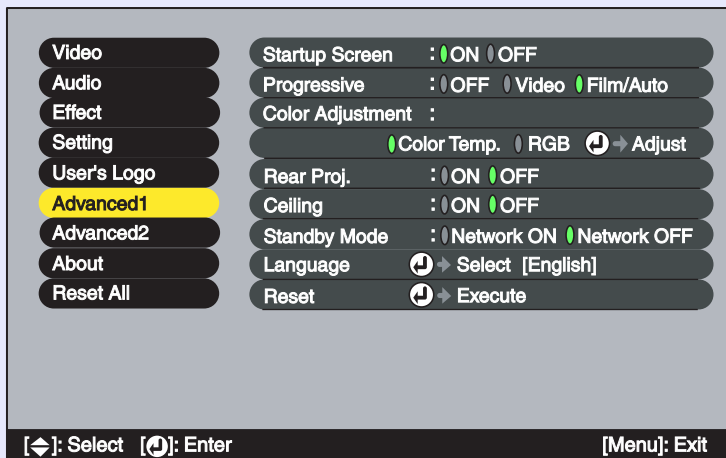 Video
Audio
Effect
Setting
User's Logo
Advanced1
Advanced2
About
Reset All
Startup Screen : ON OFF
Progressive : OFF Video Film/Auto
Color Adjustment :
Color Temp. RGB Adjust
Rear Proj. : ON OFF
Ceiling : ON OFF
Standby Mode : Network ON Network OFF
Language Select [English]
Reset Execute
[ ]: Select [ ]: Enter [Menu]: Exit